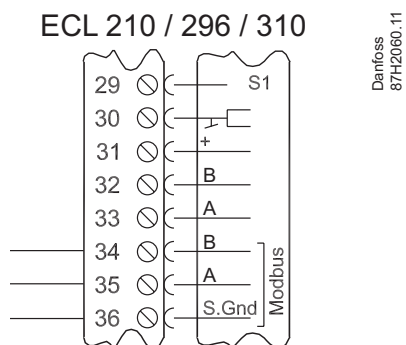 ECL 210 / 296 / 310
Danfoss
87H2060.11
29 S1
30
31 +
32 B
33 A
34 B
35 A
36 S.Gnd
Modbus